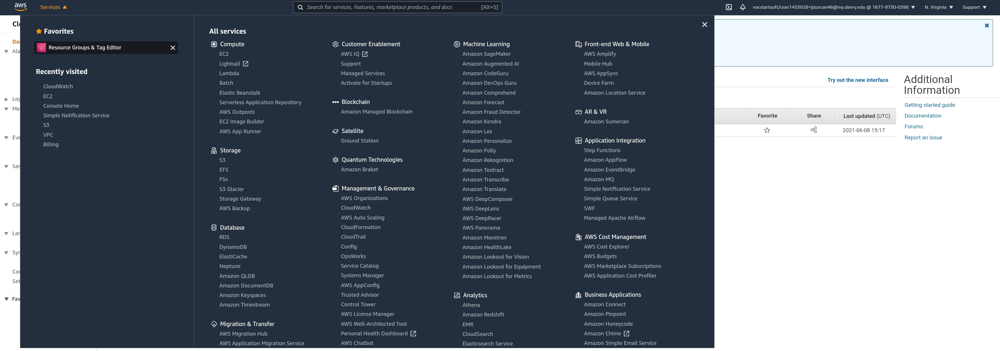 aws
Services
Search for services, features, marketplace products, and docs
[Alt+S]
vocstartsoft/user1433928=jduncan46@my.devry.edu @ 1677-9730-0398
N. Virginia
Support
Favorites
Resource Groups & Tag Editor
Recently visited
CloudWatch
EC2
Console Home
Simple Notification Service
S3
VPC
Billing
All services
Compute
EC2
Lightsail
Lambda
Batch
Elastic Beanstalk
Serverless Application Repository
AWS Outposts
EC2 Image Builder
AWS App Runner
Storage
S3
EFS
FSx
S3 Glacier
Storage Gateway
AWS Backup
Database
RDS
DynamoDB
ElastiCache
Neptune
Amazon QLDB
Amazon DocumentDB
Amazon Keyspaces
Amazon Timestream
Migration & Transfer
AWS Migration Hub
AWS Application Migration Service
Customer Enablement
AWS IQ
Support
Managed Services
Activate for Startups
Blockchain
Amazon Managed Blockchain
Satellite
Ground Station
Quantum Technologies
Amazon Braket
Management & Governance
AWS Organizations
CloudWatch
AWS Auto Scaling
CloudFormation
CloudTrail
Config
OpsWorks
Service Catalog
Systems Manager
AWS AppConfig
Trusted Advisor
Control Tower
AWS License Manager
AWS Well-Architected Tool
Personal Health Dashboard
AWS Chatbot
Machine Learning
Amazon SageMaker
Amazon Augmented AI
Amazon CodeGuru
Amazon DevOps Guru
Amazon Comprehend
Amazon Forecast
Amazon Fraud Detector
Amazon Kendra
Amazon Lex
Amazon Personalize
Amazon Polly
Amazon Rekognition
Amazon Textract
Amazon Transcribe
Amazon Translate
AWS DeepComposer
AWS DeepLens
AWS DeepRacer
AWS Panorama
Amazon Monitron
Amazon HealthLake
Amazon Lookout for Vision
Amazon Lookout for Equipment
Amazon Lookout for Metrics
Analytics
Athena
Amazon Redshift
EMR
CloudSearch
Elasticsearch Service
Front-end Web & Mobile
AWS Amplify
Mobile Hub
AWS AppSync
Device Farm
Amazon Location Service
AR & VR
Amazon Sumerian
Application Integration
Step Functions
Amazon AppFlow
Amazon EventBridge
Amazon MQ
Simple Notification Service
Simple Queue Service
SWF
Managed Apache Airflow
AWS Cost Management
AWS Cost Explorer
AWS Budgets
AWS Marketplace Subscriptions
AWS Application Cost Profiler
Business Applications
Amazon Connect
Amazon Pinpoint
Amazon Honeycode
Amazon Chime
Amazon Simple Email Service
Try out the new interface
Favorite
Share
Last updated (UTC)
2021-06-08 15:17
Additional
Information
Getting started guide
Documentation
Forums
Report an Issue